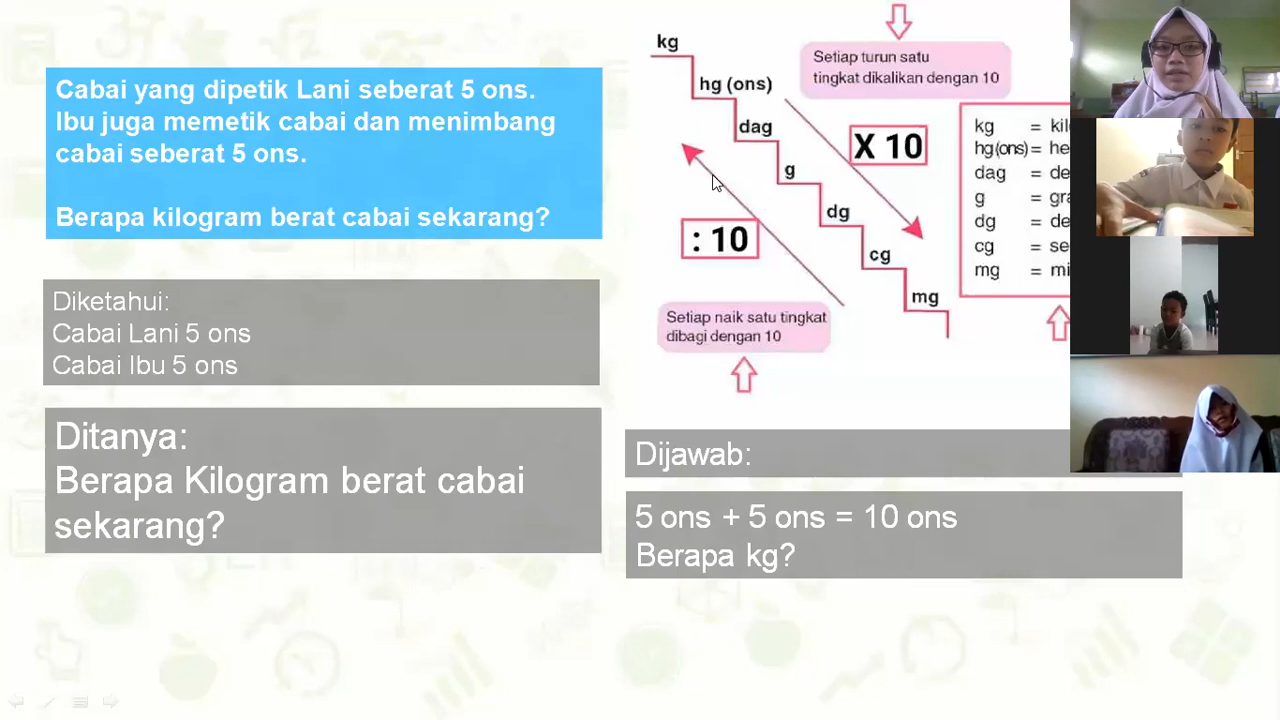 Cabai yang dipetik Lani seberat 5 ons.
Ibu juga memetik cabai dan menimbang
cabai seberat 5 ons.
Berapa kilogram berat cabai sekarang?
Diketahui:
Cabai Lani 5 ons
Cabai Ibu 5 ons
Ditanya:
Berapa Kilogram berat cabai
sekarang?
kg
hg (ons)
dag
g
dg
cg
mg
Setiap turun satu
tingkat dikalikan dengan 10
X 10
: 10
Setiap naik satu tingkat
dibagi dengan 10
kg =
hg (ons) =
dag =
g =
dg =
cg =
mg =
Dijawab:
5 ons + 5 ons = 10 ons
Berapa kg?